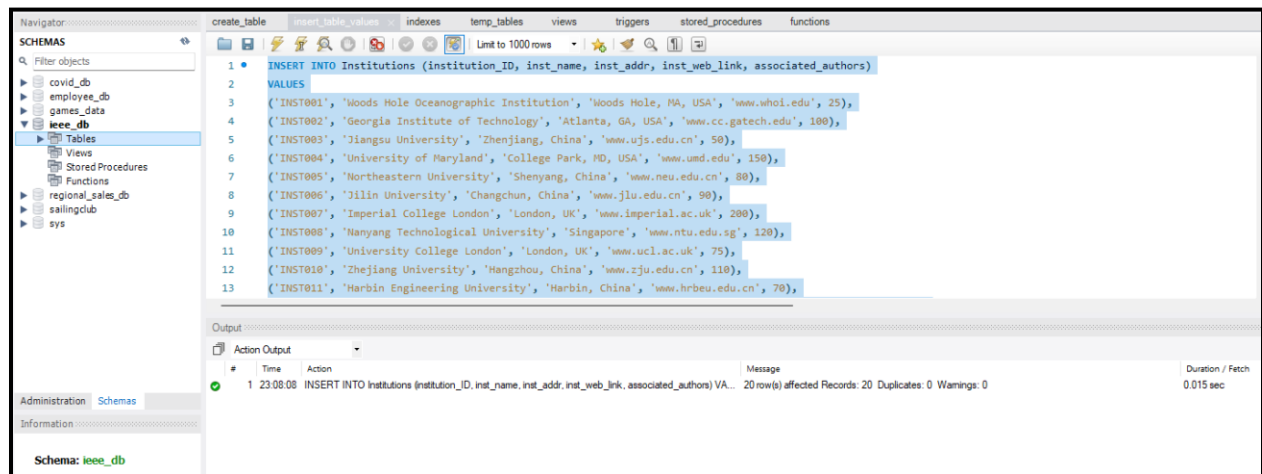 Navigator
SCHEMAS
Filter objects
covid_db
employee_db
games_data
ieee_db
Tables
Views
Stored Procedures
Functions
regional_sales_db
sailingclub
sys
Administration Schemas
Information
Schema: ieee_db
create_table insert_table_values indexes temp_tables views triggers stored_procedures functions
Limit to 1000 rows
1 INSERT INTO Institutions (institution_ID, inst_name, inst_addr, inst_web_link, associated_authors)
2 VALUES
3 ('INST001', 'Woods Hole Oceanographic Institution', 'Woods Hole, MA, USA', 'www.whoi.edu', 25),
4 ('INST002', 'Georgia Institute of Technology', 'Atlanta, GA, USA', 'www.cc.gatech.edu', 100),
5 ('INST003', 'Jiangsu University', 'Zhenjiang, China', 'www.ujs.edu.cn', 50),
6 ('INST004', 'University of Maryland', 'College Park, MD, USA', 'www.umd.edu', 150),
7 ('INST005', 'Northeastern University', 'Shenyang, China', 'www.neu.edu.cn', 80),
8 ('INST006', 'Jilin University', 'Changchun, China', 'www.jlu.edu.cn', 90),
9 ('INST007', 'Imperial College London', 'London, UK', 'www.imperial.ac.uk', 200),
10 ('INST008', 'Nanyang Technological University', 'Singapore', 'www.ntu.edu.sg', 120),
11 ('INST009', 'University College London', 'London, UK', 'www.ucl.ac.uk', 75),
12 ('INST010', 'Zhejiang University', 'Hangzhou, China', 'www.zju.edu.cn', 110),
13 ('INST011', 'Harbin Engineering University', 'Harbin, China', 'www.hrbeu.edu.cn', 70),
Output
Action Output
# Time Action Message Duration / Fetch
1 23:08:08 INSERT INTO Institutions (institution_ID, inst_name, inst_addr, inst_web_link, associated_authors) VA... 20 row(s) affected Records: 20 Duplicates: 0 Warnings: 0 0.015 sec